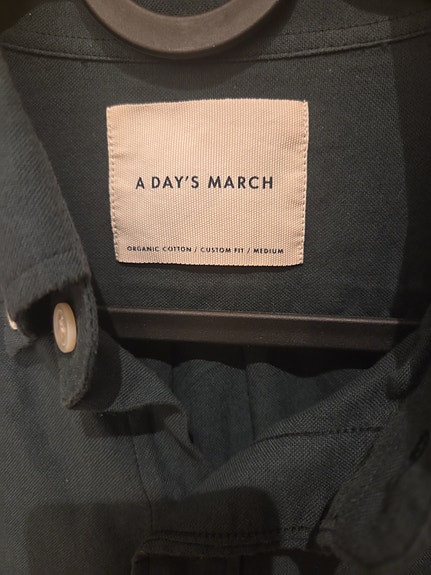 A DAY'S MARCH
ORGANIC COTTON / CUSTOM FIT / MEDIUM